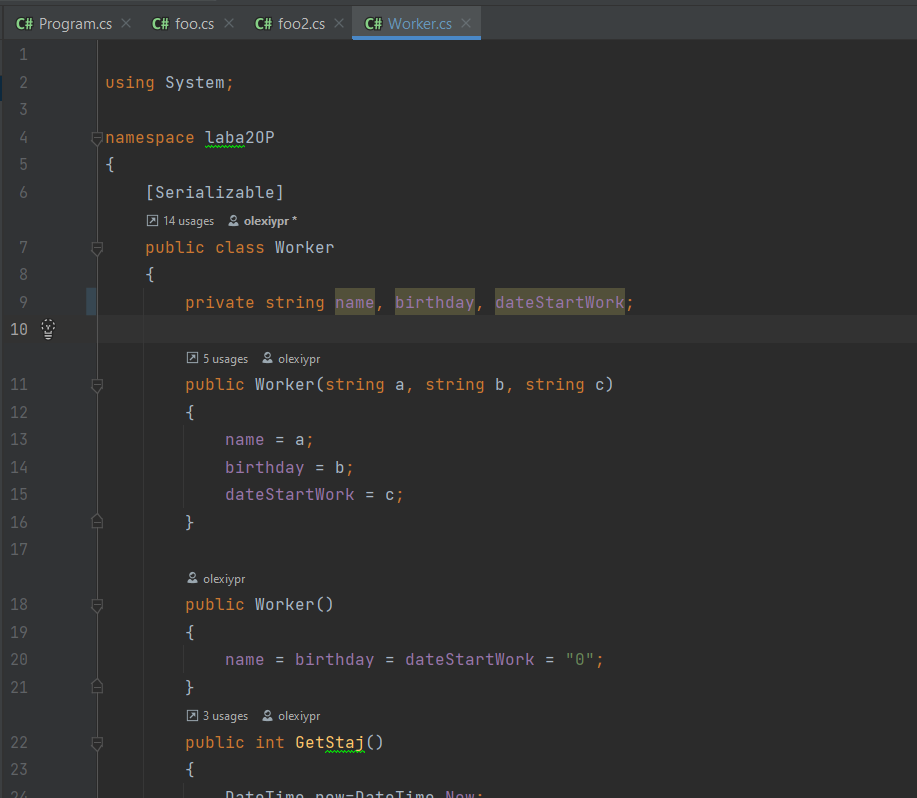 C# Program.cs × C# foo.cs × C# foo2.cs × C# Worker.cs ×
1
2 using System;
3
4 namespace laba2OP
5 {
6 [Serializable]
14 usages olexiypr *
7 public class Worker
8 {
9 private string name, birthday, dateStartWork;
10
5 usages olexiypr
11 public Worker(string a, string b, string c)
12 {
13 name = a;
14 birthday = b;
15 dateStartWork = c;
16 }
17
olexiypr
18 public Worker()
19 {
20 name = birthday = dateStartWork = "0";
21 }
3 usages olexiypr
22 public int GetStaj()
23 {
24 DateTime now=DateTime.Now;